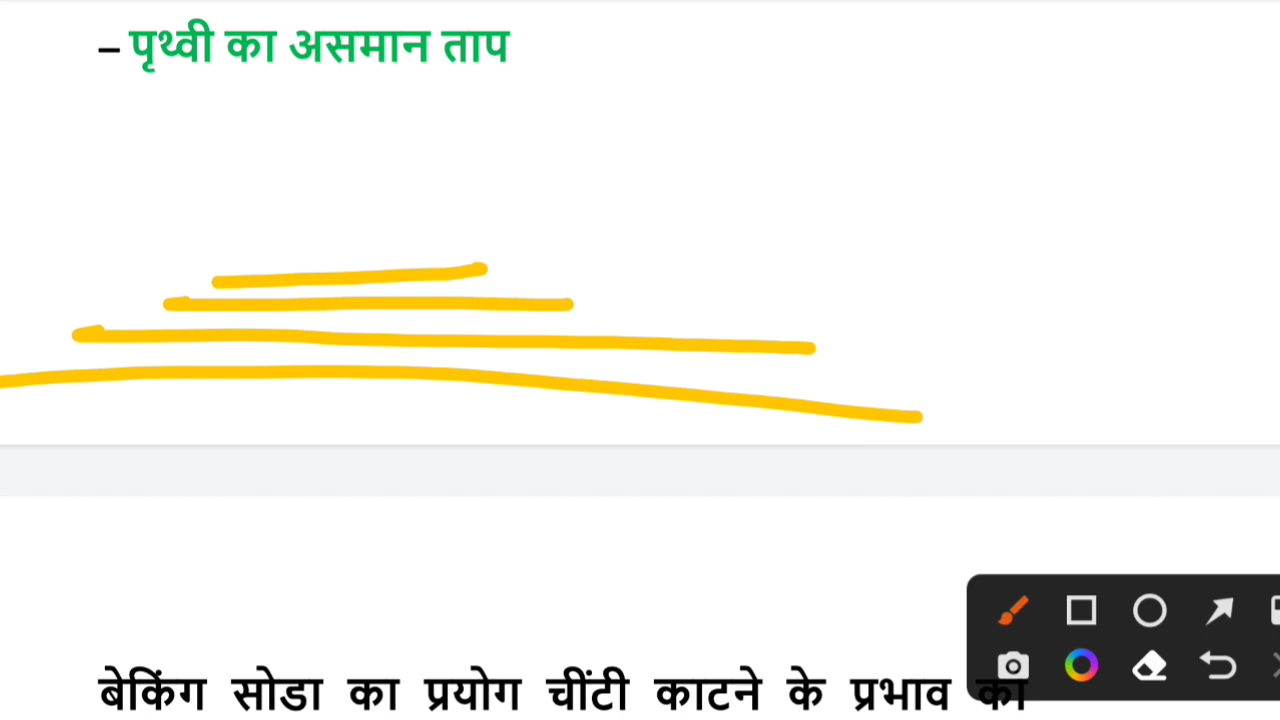 – पृथ्वी का असमान ताप
बेकिंग सोडा का प्रयोग चींटी काटने के प्रभाव का